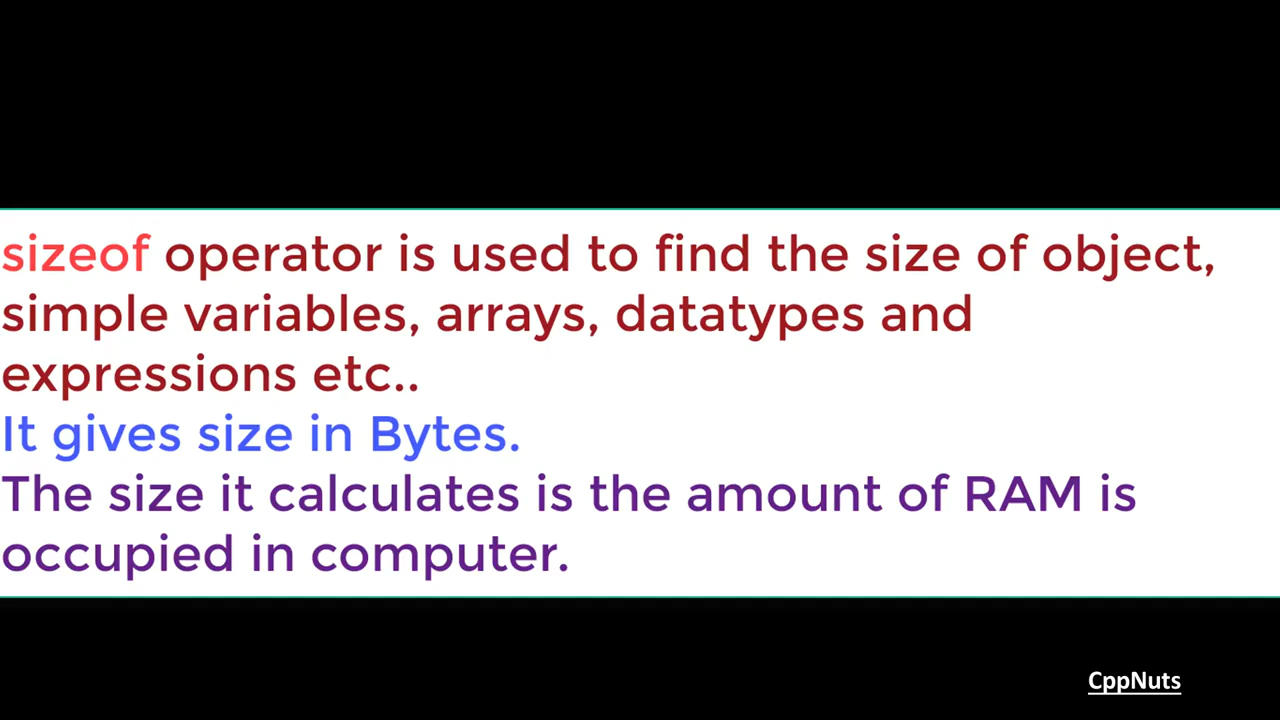 sizeof operator is used to find the size of object,
simple variables, arrays, datatypes and
expressions etc..
It gives size in Bytes.
The size it calculates is the amount of RAM is
occupied in computer.
CppNuts